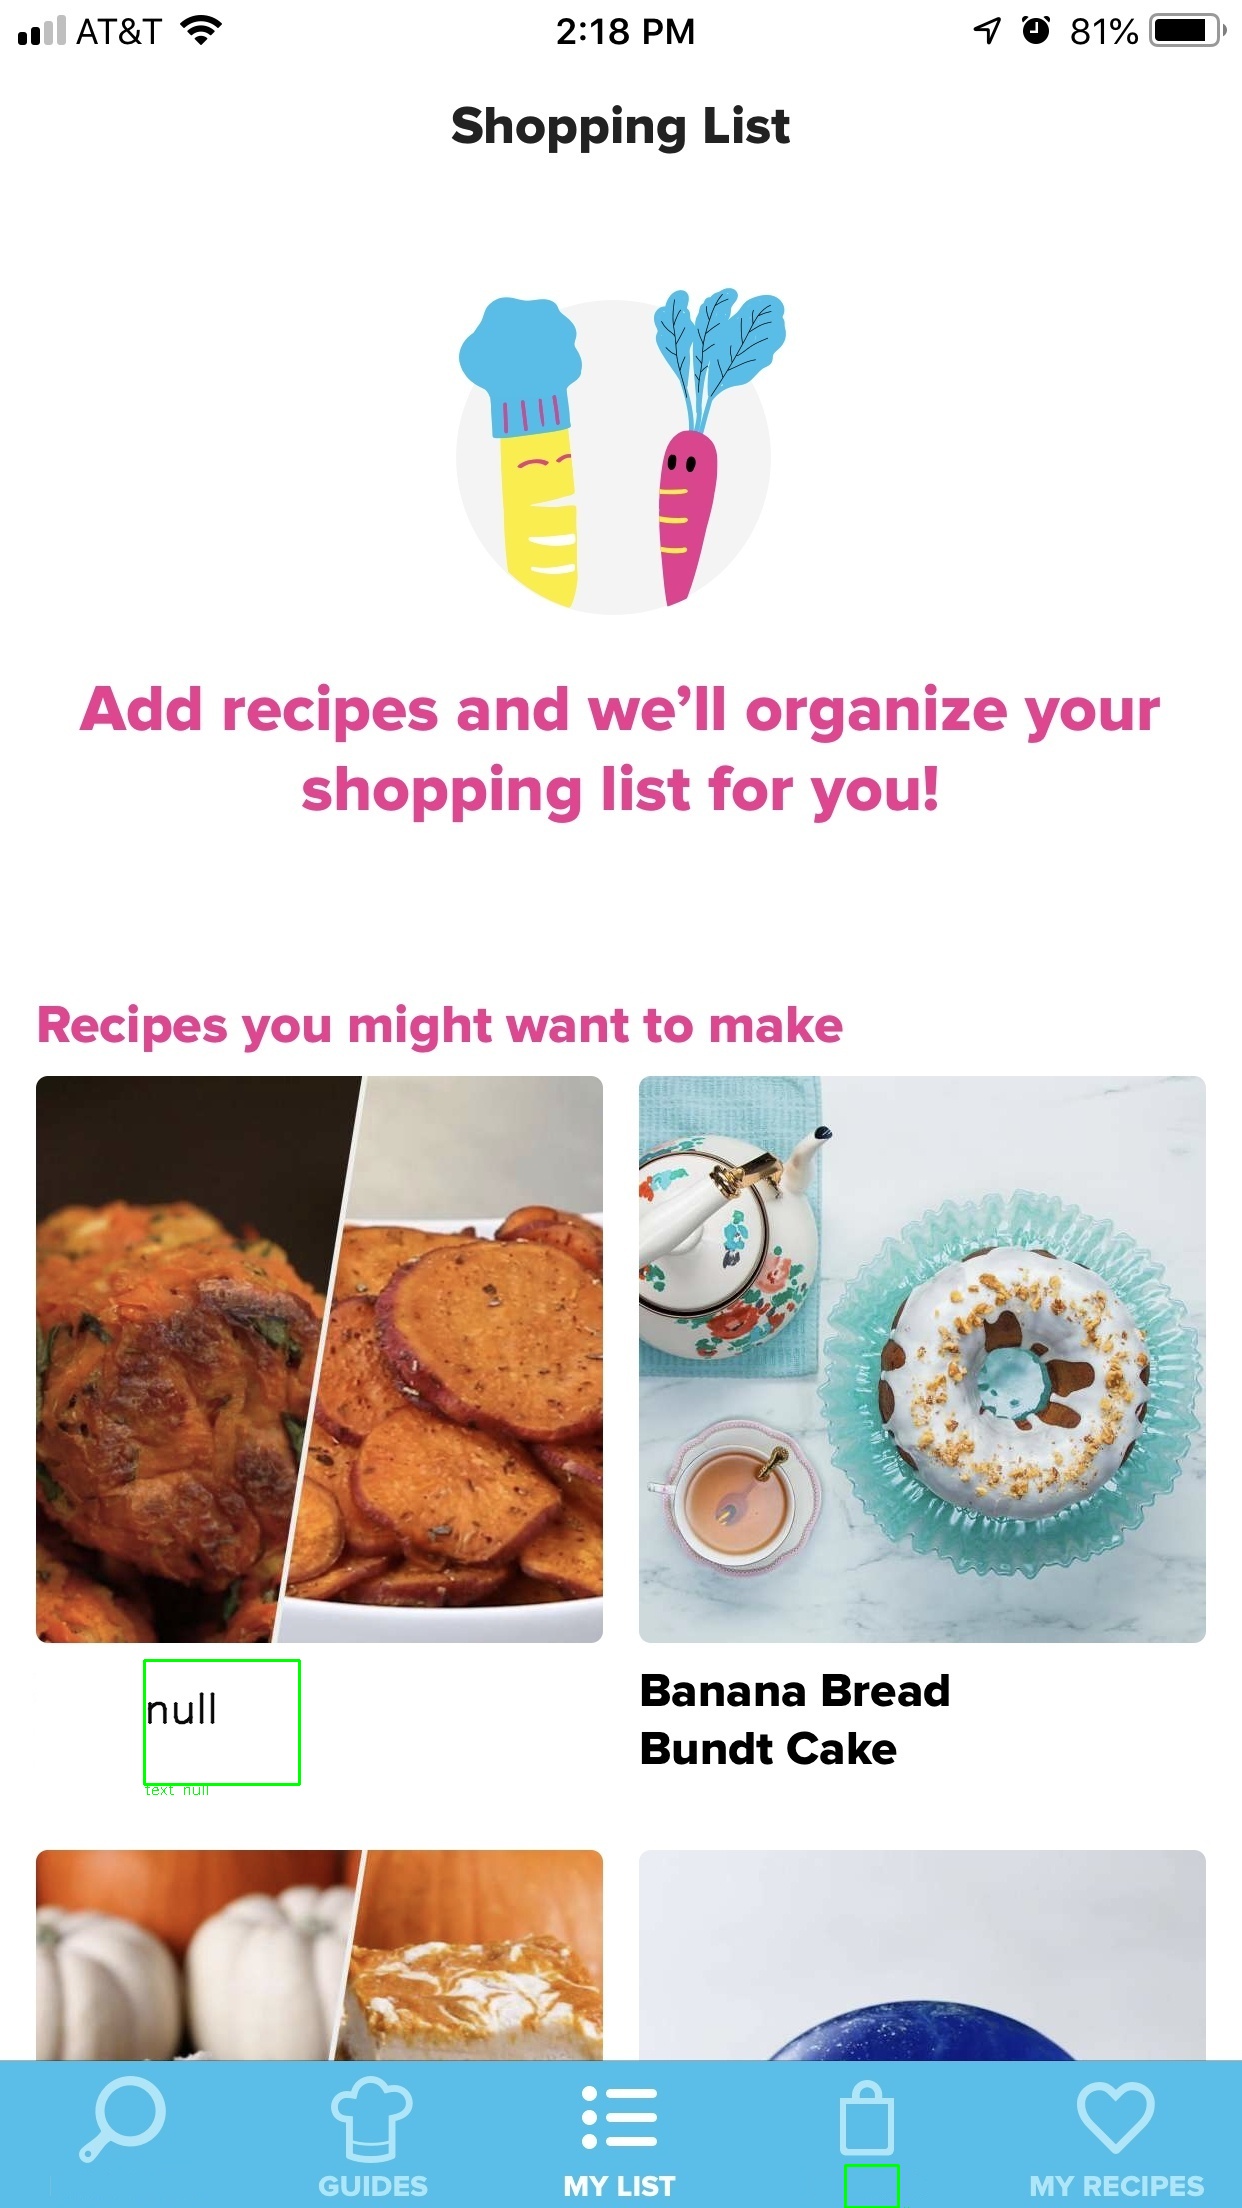 AT&T 2:18 PM 81%
Shopping List
Add recipes and we’ll organize your
shopping list for you!
Recipes you might want to make
null
text null
Banana Bread
Bundt Cake
GUIDES MY LIST MY RECIPES